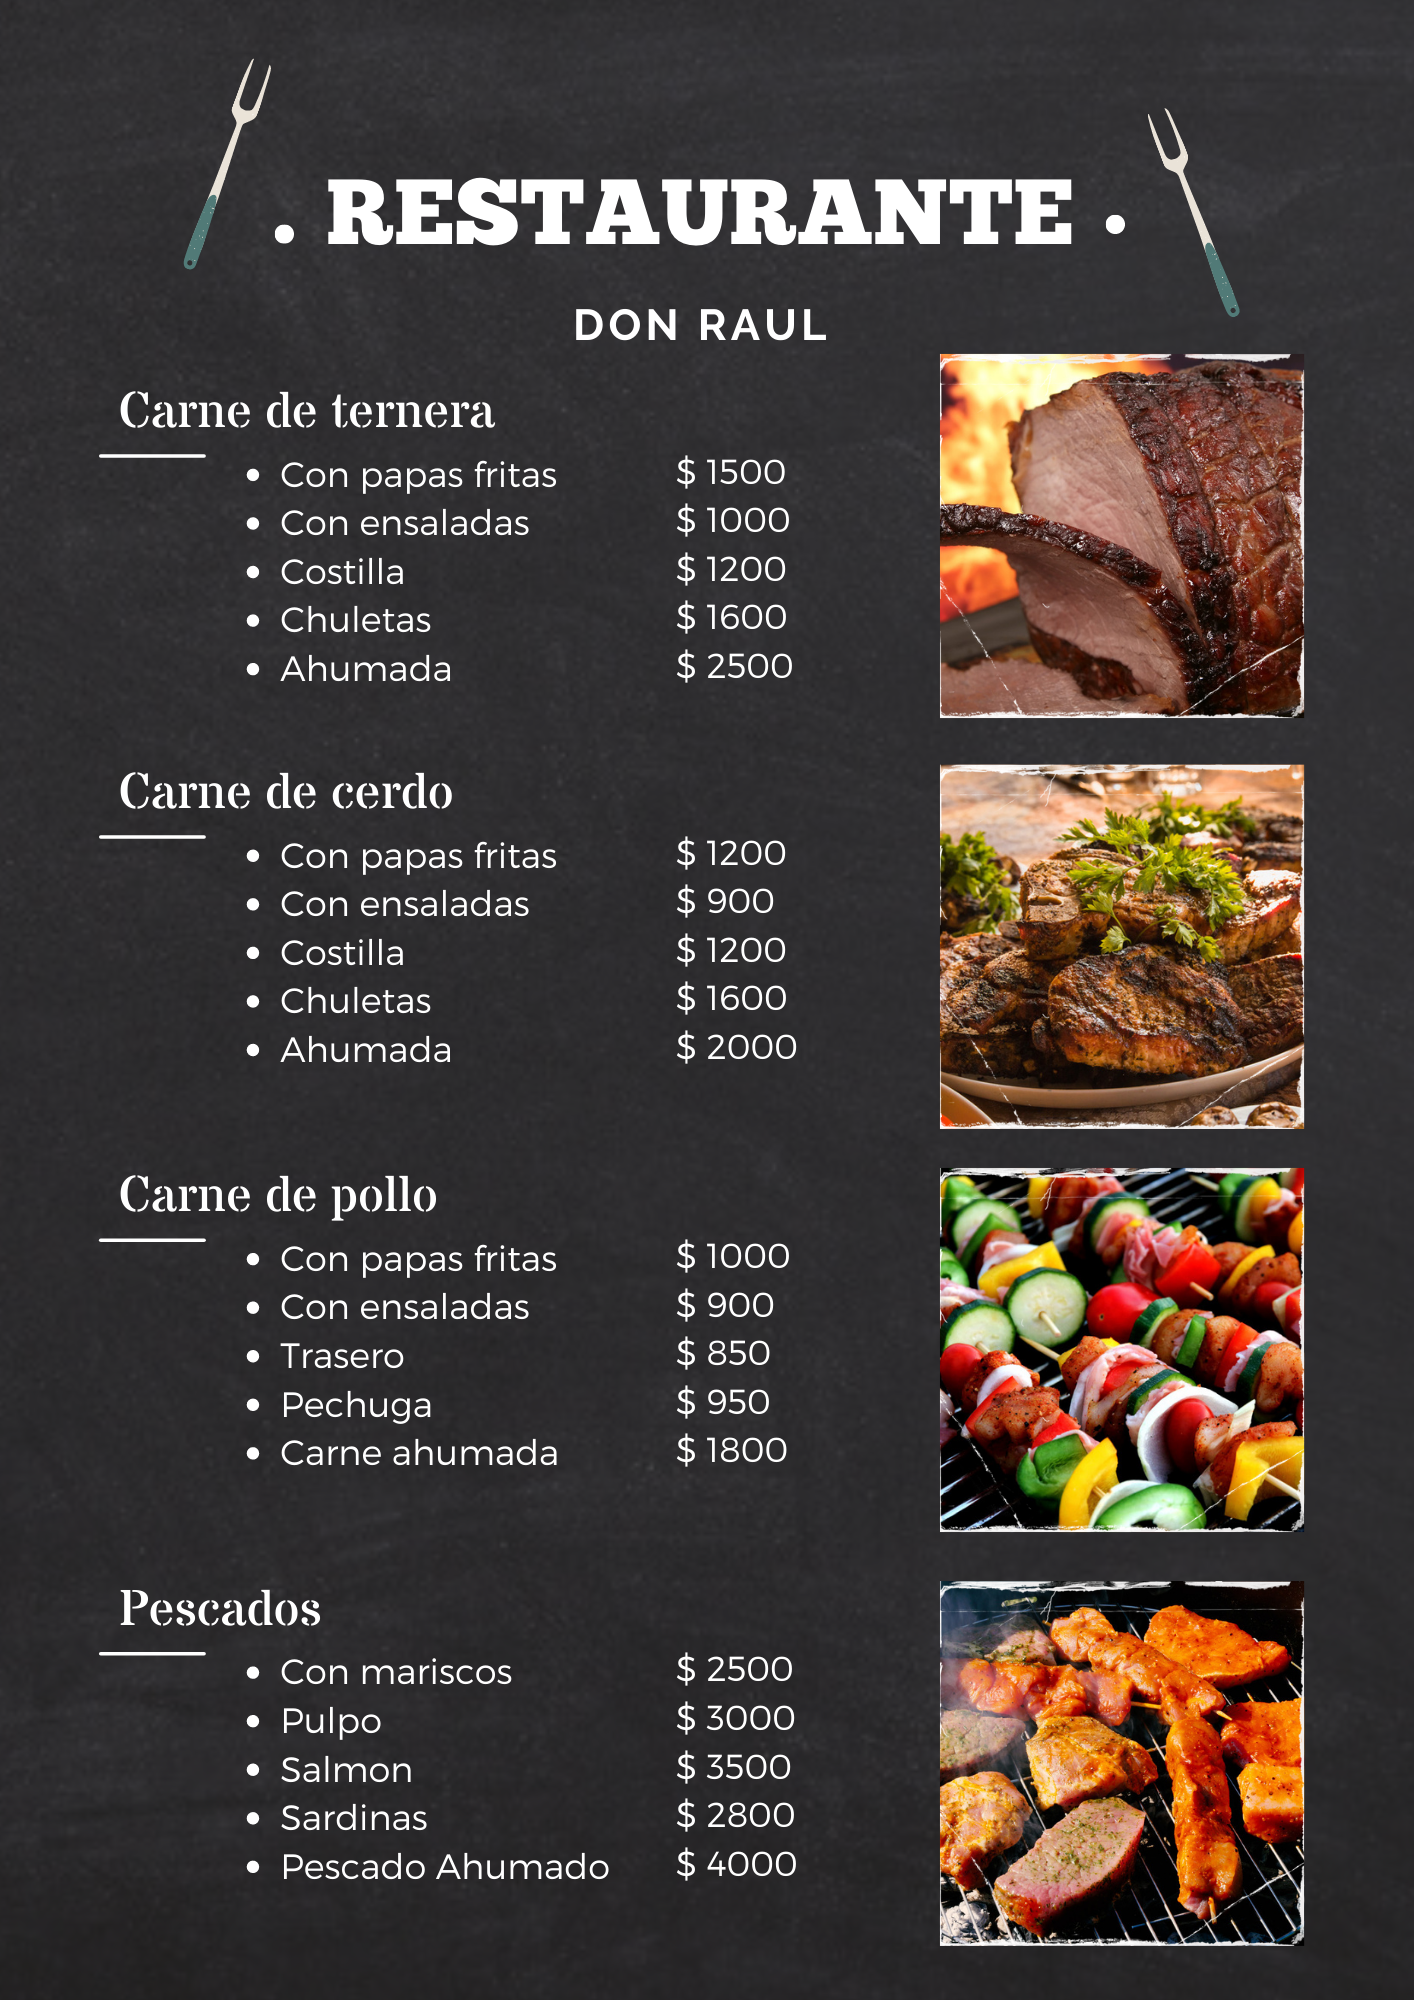 . RESTAURANTE •
DON RAUL
Carne de ternera
• Con papas fritas $ 1500
• Con ensaladas $ 1000
• Costilla $ 1200
• Chuletas $ 1600
• Ahumada $ 2500
Carne de cerdo
• Con papas fritas $ 1200
• Con ensaladas $ 900
• Costilla $ 1200
• Chuletas $ 1600
• Ahumada $ 2000
Carne de pollo
• Con papas fritas $ 1000
• Con ensaladas $ 900
• Trasero $ 850
• Pechuga $ 950
• Carne ahumada $ 1800
Pescados
• Con mariscos $ 2500
• Pulpo $ 3000
• Salmon $ 3500
• Sardinas $ 2800
• Pescado Ahumado $ 4000